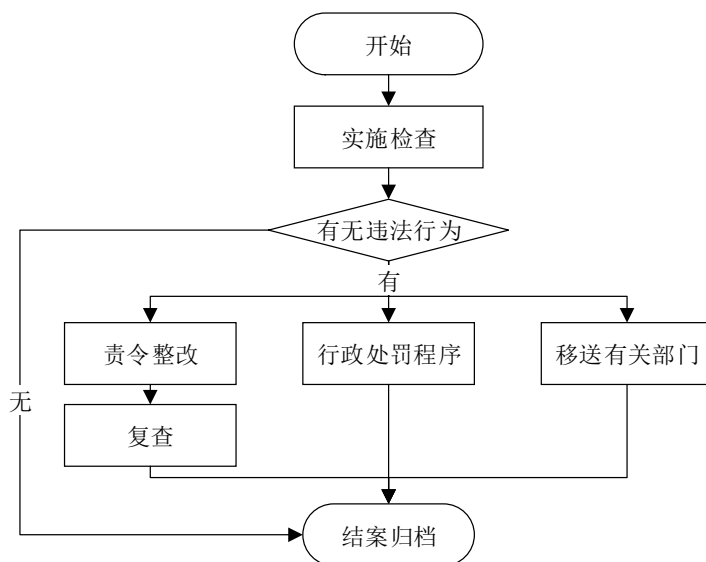 开始
实施检查
有无违法行为
有
责令整改
行政处罚程序
移送有关部门
无
复查
结案归档